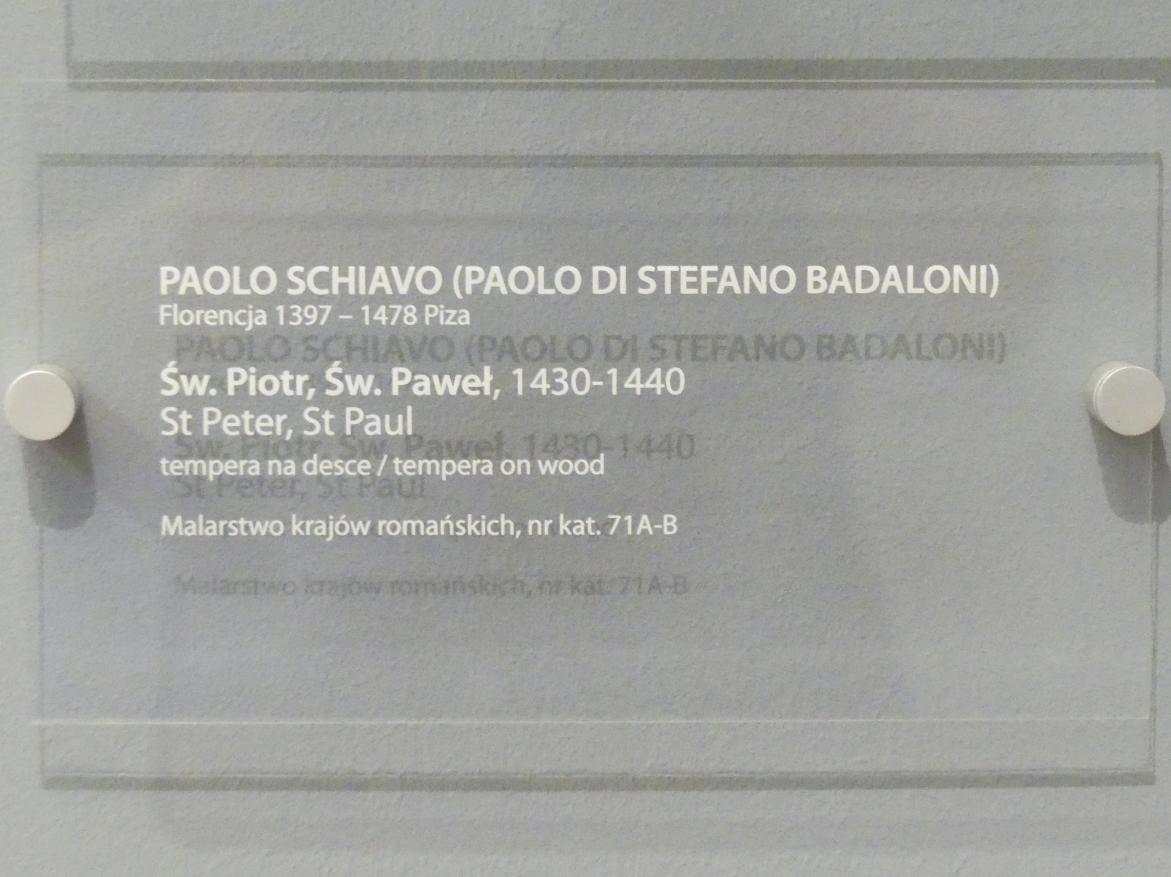 PAOLO SCHIAVO (PAOLO DI STEFANO BADALONI)
Florencja 1397 – 1478 Piza
Św. Piotr, Św. Paweł, 1430-1440
St Peter, St Paul
tempera na desce / tempera on wood
Malarstwo krajów romańskich, nr kat. 71A-B